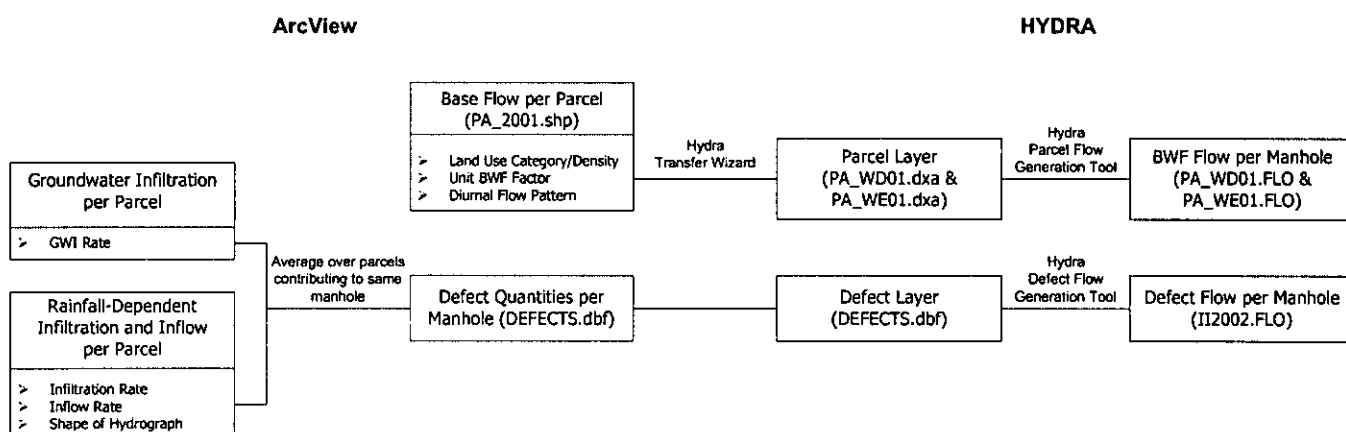 ArcView
HYDRA
Base Flow per Parcel
(PA_2001.shp)
➢ Land Use Category/Density
➢ Unit BWF Factor
➢ Diurnal Flow Pattern
Hydra
Transfer Wizard
Parcel Layer
(PA_WD01.dxa &
PA_WE01.dxa)
Hydra
Parcel Flow
Generation Tool
BWF Flow per Manhole
(PA_WD01.FLO &
PA_WE01.FLO)
Groundwater Infiltration
per Parcel
➢ GWI Rate
Rainfall-Dependent
Infiltration and Inflow
per Parcel
➢ Infiltration Rate
➢ Inflow Rate
➢ Shape of Hydrograph
Average over parcels
contributing to same
manhole
Defect Quantities per
Manhole (DEFECTS.dbf)
Defect Layer
(DEFECTS.dbf)
Hydra
Defect Flow
Generation Tool
Defect Flow per Manhole
(II2002.FLO)